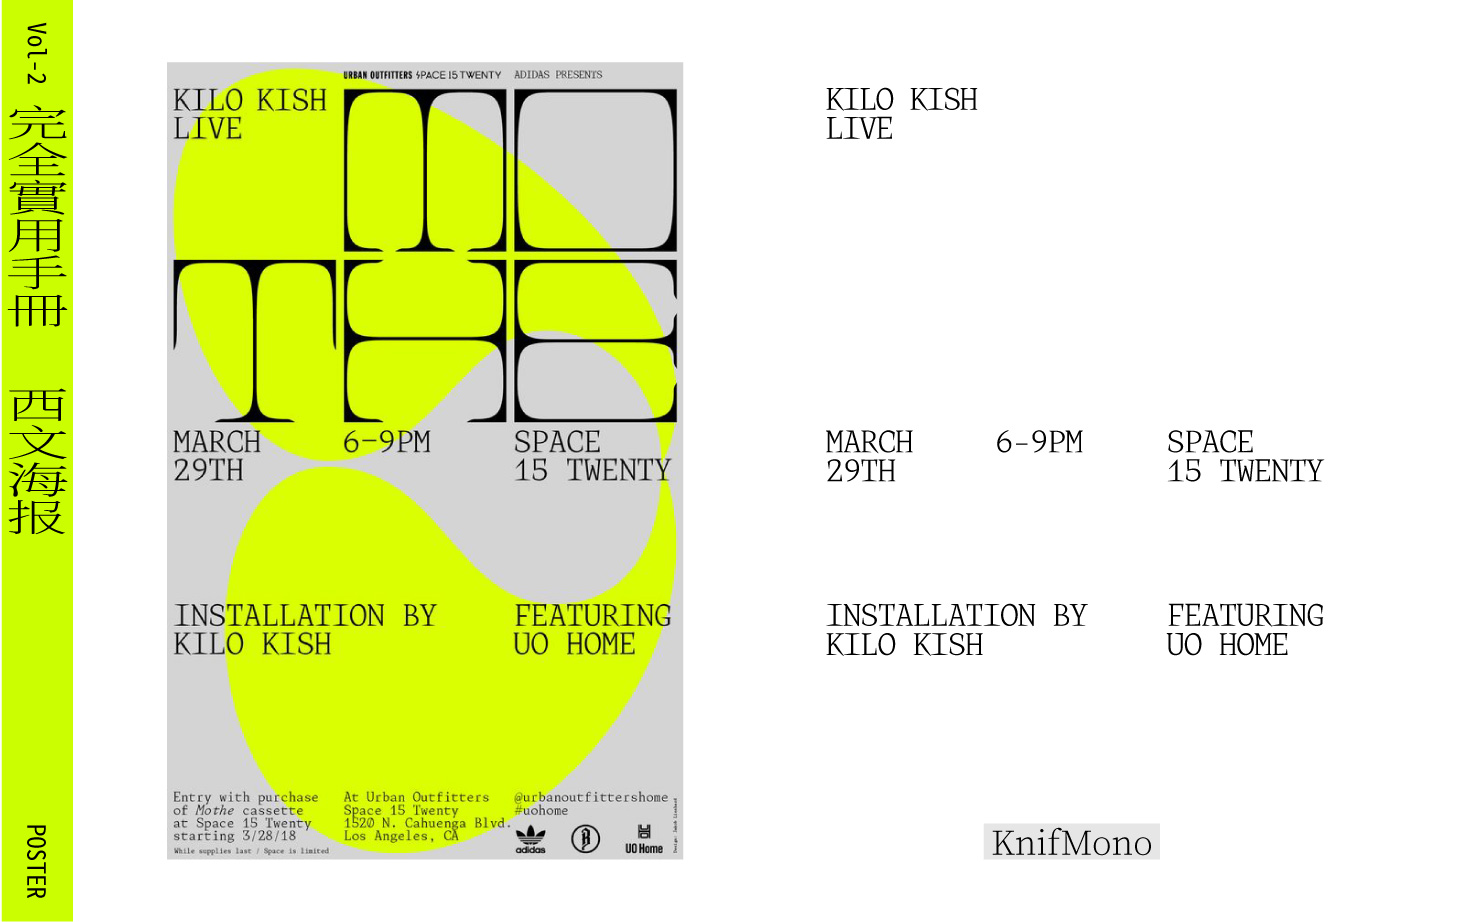 Vol-2
完全實用手冊
西文海报
POSTER
URBAN OUTFITTERS SPACE 15 TWENTY
ADIDAS PRESENTS
KILO KISH
LIVE
MOTHE
MARCH
29TH
6-9PM
SPACE
15 TWENTY
INSTALLATION BY
KILO KISH
FEATURING
UO HOME
Entry with purchase
of Mothe cassette
at Space 15 Twenty
starting 3/28/18
While supplies last / Space is limited
At Urban Outfitters
Space 15 Twenty
1520 N. Cahuenga Blvd.
Los Angeles, CA
@urbanoutfittershome
#uohome
adidas
UO Home
KILO KISH
LIVE
MARCH
29TH
6-9PM
SPACE
15 TWENTY
INSTALLATION BY
KILO KISH
FEATURING
UO HOME
KnifMono